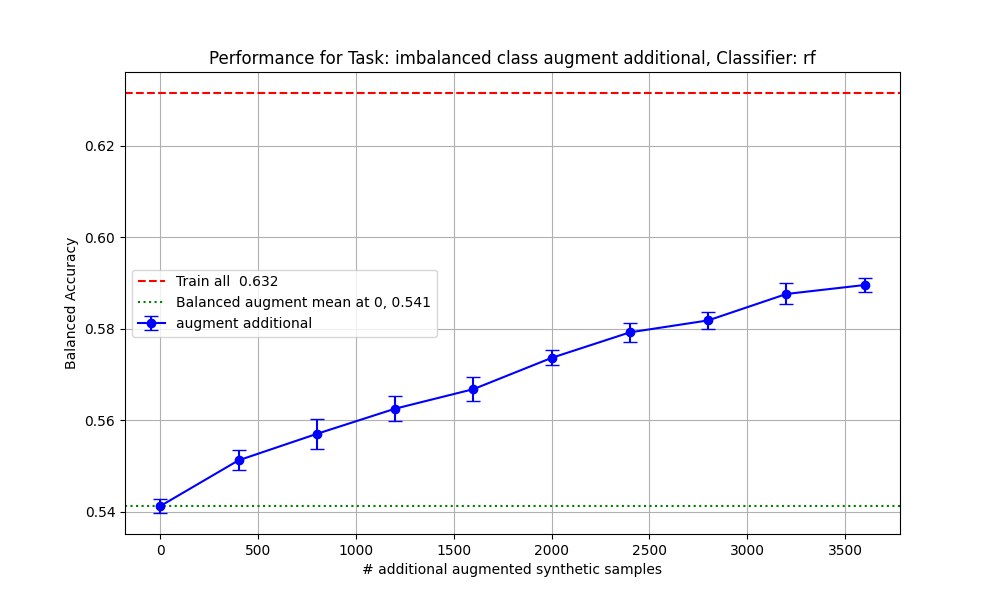 Performance for Task: imbalanced class augment additional, Classifier: rf
Balanced Accuracy
0.62
0.60
0.58
0.56
0.54
Train all  0.632
Balanced augment mean at 0, 0.541
augment additional
0 500 1000 1500 2000 2500 3000 3500
# additional augmented synthetic samples